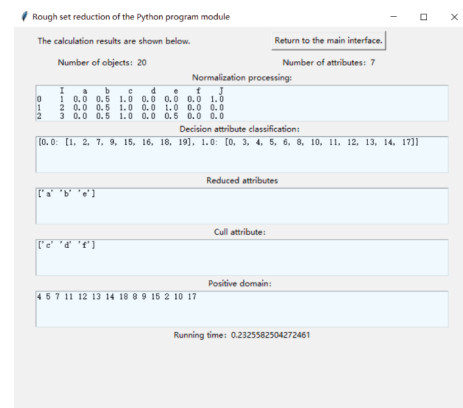 Rough set reduction of the Python program module
The calculation results are shown below.
Return to the main interface.
Number of objects: 20
Number of attributes: 7
Normalization processing:
I a b c d e f J
0 1 0.0 0.5 1.0 0.0 0.0 0.0 1.0
1 2 0.0 0.5 1.0 0.0 1.0 0.0 0.0
2 3 0.0 0.5 1.0 0.0 0.5 0.0 0.0
Decision attribute classification:
{0.0: [1, 2, 7, 9, 15, 16, 18, 19], 1.0: [0, 3, 4, 5, 6, 8, 10, 11, 12, 13, 14, 17]}
Reduced attributes
['a' 'b' 'e']
Cull attribute:
['c' 'd' 'f']
Positive domain:
4 5 7 11 12 13 14 18 8 9 15 2 10 17
Running time: 0.2325582504272461